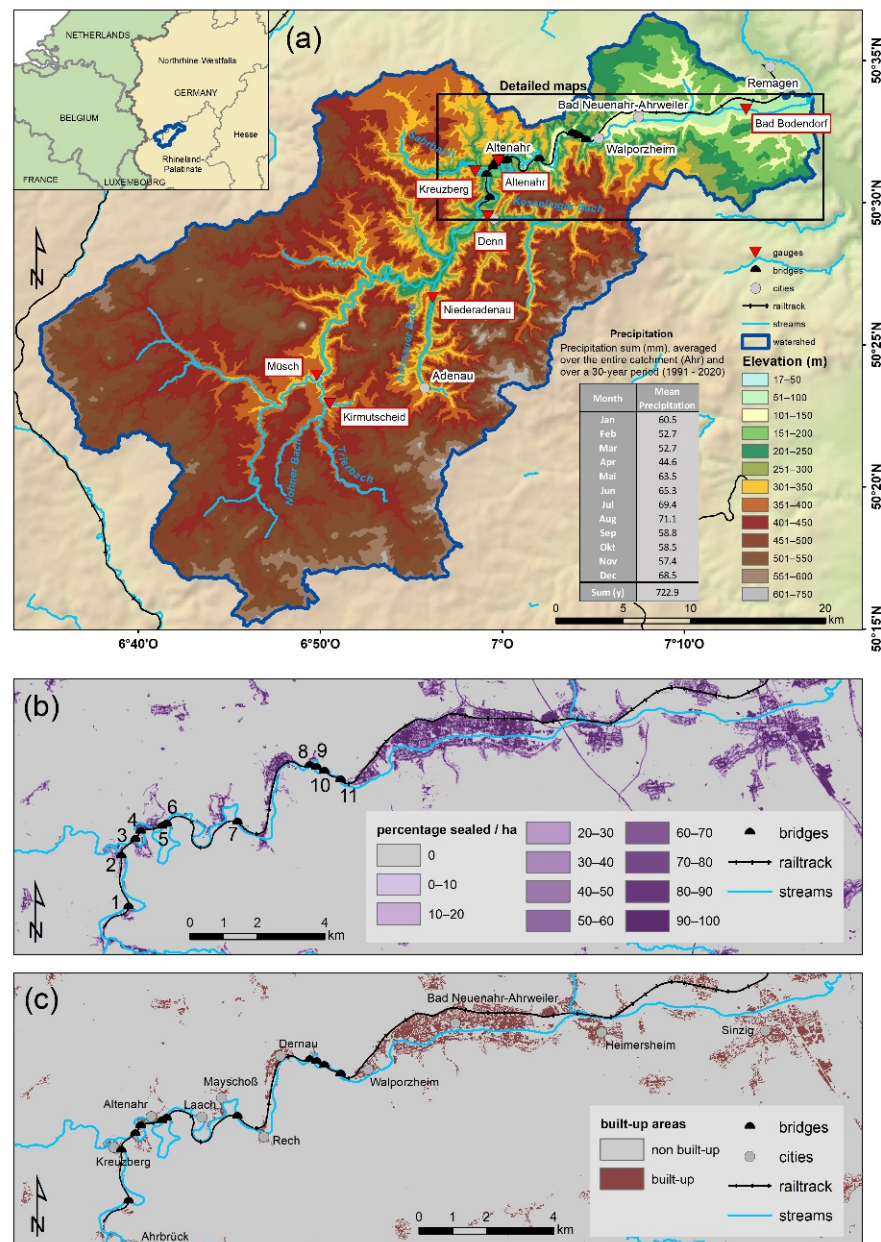 (a)
NETHERLANDS
Northrhine-Westfalia
GERMANY
BELGIUM
Hesse
Rhineland-
Palatinate
FRANCE
LUXEMBOURG
50°35'N
50°30'N
50°25'N
50°20'N
50°15'N
Detailed maps
Remagen
Bad Neuenahr-Ahrweiler
Bad Bodendorf
Walporzheim
Altenahr
Sahrbach
Kreuzberg
Altenahr
Kesselinger Bach
Denn
Niederadenau
Adenauer Bach
Adenau
Müsch
Kirmutscheid
Nohner Bach
Trierbach
N
gauges
bridges
cities
railtrack
streams
watershed
Elevation (m)
17–50
51–100
101–150
151–200
201–250
251–300
301–350
351–400
401–450
451–500
501–550
551–600
601–750
Precipitation
Precipitation sum (mm), averaged
over the entire catchment (Ahr) and
over a 30-year period (1991 - 2020)
Month Mean Precipitation
Jan 60.5
Feb 52.7
Mar 52.7
Apr 44.6
Mai 63.5
Jun 65.3
Jul 69.4
Aug 71.1
Sep 58.8
Okt 58.5
Nov 57.4
Dec 68.5
Sum (y) 722.9
0 5 10 20
km
6°40'E 6°50'E 7°0'E 7°10'E
(b)
1
2
3
4
5
6
7
8
9
10
11
N
0 1 2 4
km
percentage sealed / ha
0
0–10
10–20
20–30
30–40
40–50
50–60
60–70
70–80
80–90
90–100
bridges
railtrack
streams
(c)
Bad Neuenahr-Ahrweiler
Heimersheim
Sinzig
Dernau
Walporzheim
Mayschoß
Altenahr
Laach
Rech
Kreuzberg
Ahrbrück
N
0 1 2 4
km
built-up areas
non built-up
built-up
bridges
cities
railtrack
streams